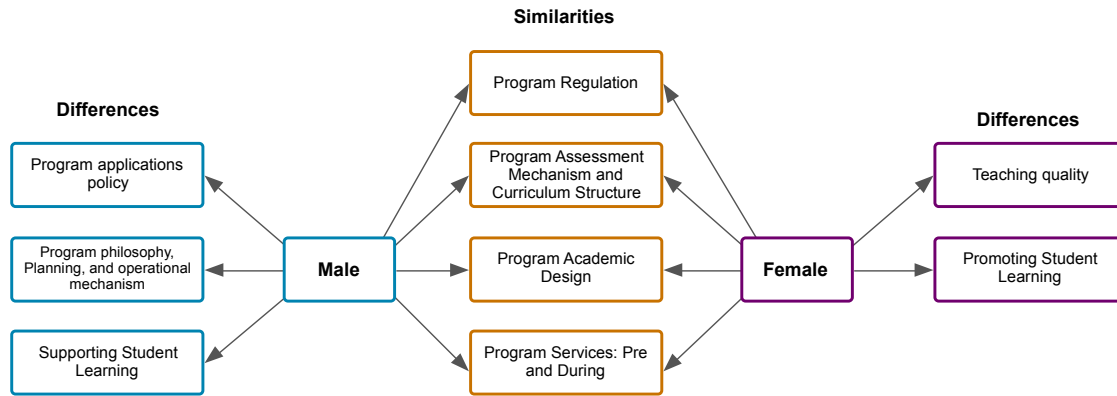 Similarities
Program Regulation
Differences
Differences
Program applications
policy
Program Assessment
Mechanism and
Curriculum Structure
Teaching quality
Program philosophy,
Planning, and operational
mechanism
Male
Program Academic
Design
Female
Promoting Student
Learning
Supporting Student
Learning
Program Services: Pre
and During